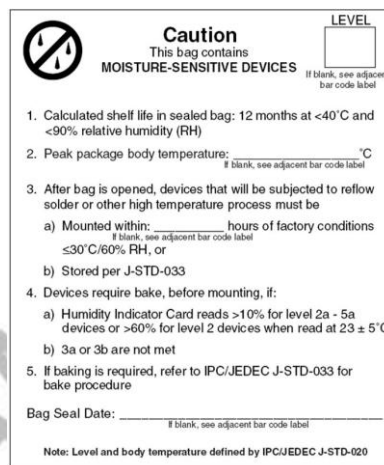 LEVEL
Caution
This bag contains
MOISTURE-SENSITIVE DEVICES
If blank, see adjacen
bar code label
1. Calculated shelf life in sealed bag: 12 months at <40˚C and
<90% relative humidity (RH)
2. Peak package body temperature: ____________________˚C
If blank, see adjacent bar code label
3. After bag is opened, devices that will be subjected to reflow
solder or other high temperature process must be
a) Mounted within: ___________ hours of factory conditions
If blank, see adjacent bar code label
≤30˚C/60% RH, or
b) Stored per J-STD-033
4. Devices require bake, before mounting, if:
a) Humidity Indicator Card reads >10% for level 2a - 5a
devices or >60% for level 2 devices when read at 23 ± 5˚C
b) 3a or 3b are not met
5. If baking is required, refer to IPC/JEDEC J-STD-033 for
bake procedure
Bag Seal Date: ______________________________________
If blank, see adjacent bar code label
Note: Level and body temperature defined by IPC/JEDEC J-STD-020